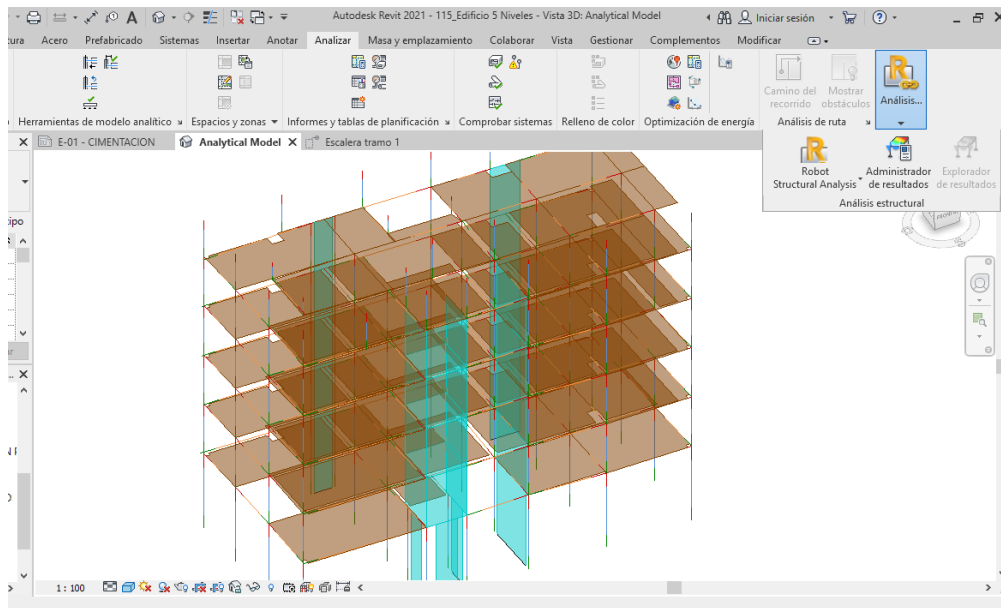 Autodesk Revit 2021 - 115_Edificio 5 Niveles - Vista 3D: Analytical Model
Iniciar sesión
tura Acero Prefabricado Sistemas Insertar Anotar Analizar Masa y emplazamiento Colaborar Vista Gestionar Complementos Modificar
Camino del recorrido
Mostrar obstáculos
Análisis...
Herramientas de modelo analítico Espacios y zonas Informes y tablas de planificación Comprobar sistemas Relleno de color Optimización de energía Análisis de ruta
E-01 - CIMENTACION Analytical Model Escalera tramo 1
Robot Structural Analysis
Administrador de resultados
Explorador de resultados
Análisis estructural
tipo
1 : 100